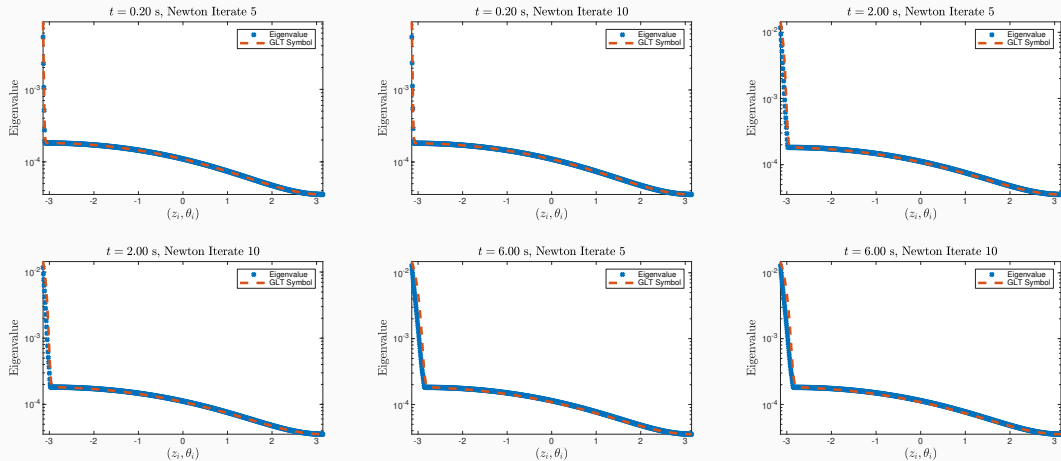 t = 0.20 s, Newton Iterate 5
Eigenvalue
10^-3
10^-4
Eigenvalue
GLT Symbol
-3 -2 -1 0 1 2 3
(z_i, θ_i)
t = 0.20 s, Newton Iterate 10
Eigenvalue
10^-3
10^-4
Eigenvalue
GLT Symbol
-3 -2 -1 0 1 2 3
(z_i, θ_i)
t = 2.00 s, Newton Iterate 5
Eigenvalue
10^-2
10^-3
10^-4
Eigenvalue
GLT Symbol
-3 -2 -1 0 1 2 3
(z_i, θ_i)
t = 2.00 s, Newton Iterate 10
Eigenvalue
10^-2
10^-3
10^-4
Eigenvalue
GLT Symbol
-3 -2 -1 0 1 2 3
(z_i, θ_i)
t = 6.00 s, Newton Iterate 5
Eigenvalue
10^-2
10^-3
10^-4
Eigenvalue
GLT Symbol
-3 -2 -1 0 1 2 3
(z_i, θ_i)
t = 6.00 s, Newton Iterate 10
Eigenvalue
10^-2
10^-3
10^-4
Eigenvalue
GLT Symbol
-3 -2 -1 0 1 2 3
(z_i, θ_i)